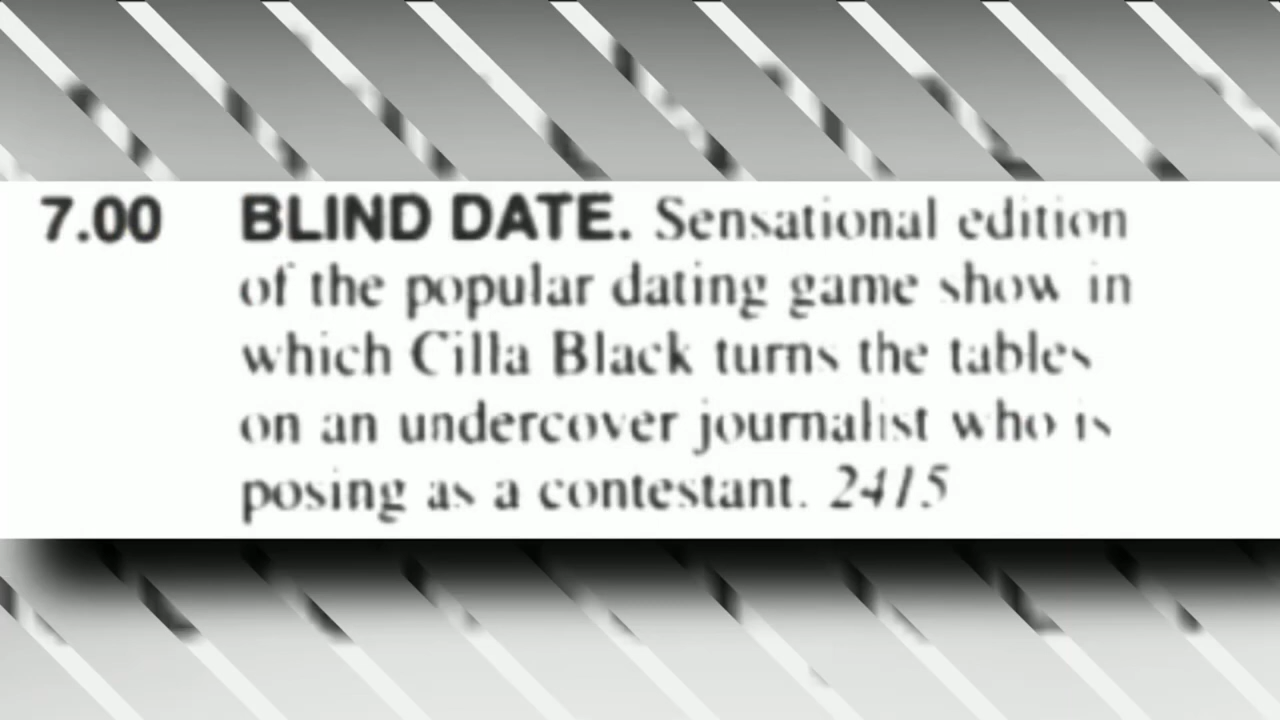 7.00 BLIND DATE. Sensational edition
of the popular dating game show in
which Cilla Black turns the tables
on an undercover journalist who is
posing as a contestant. 2415